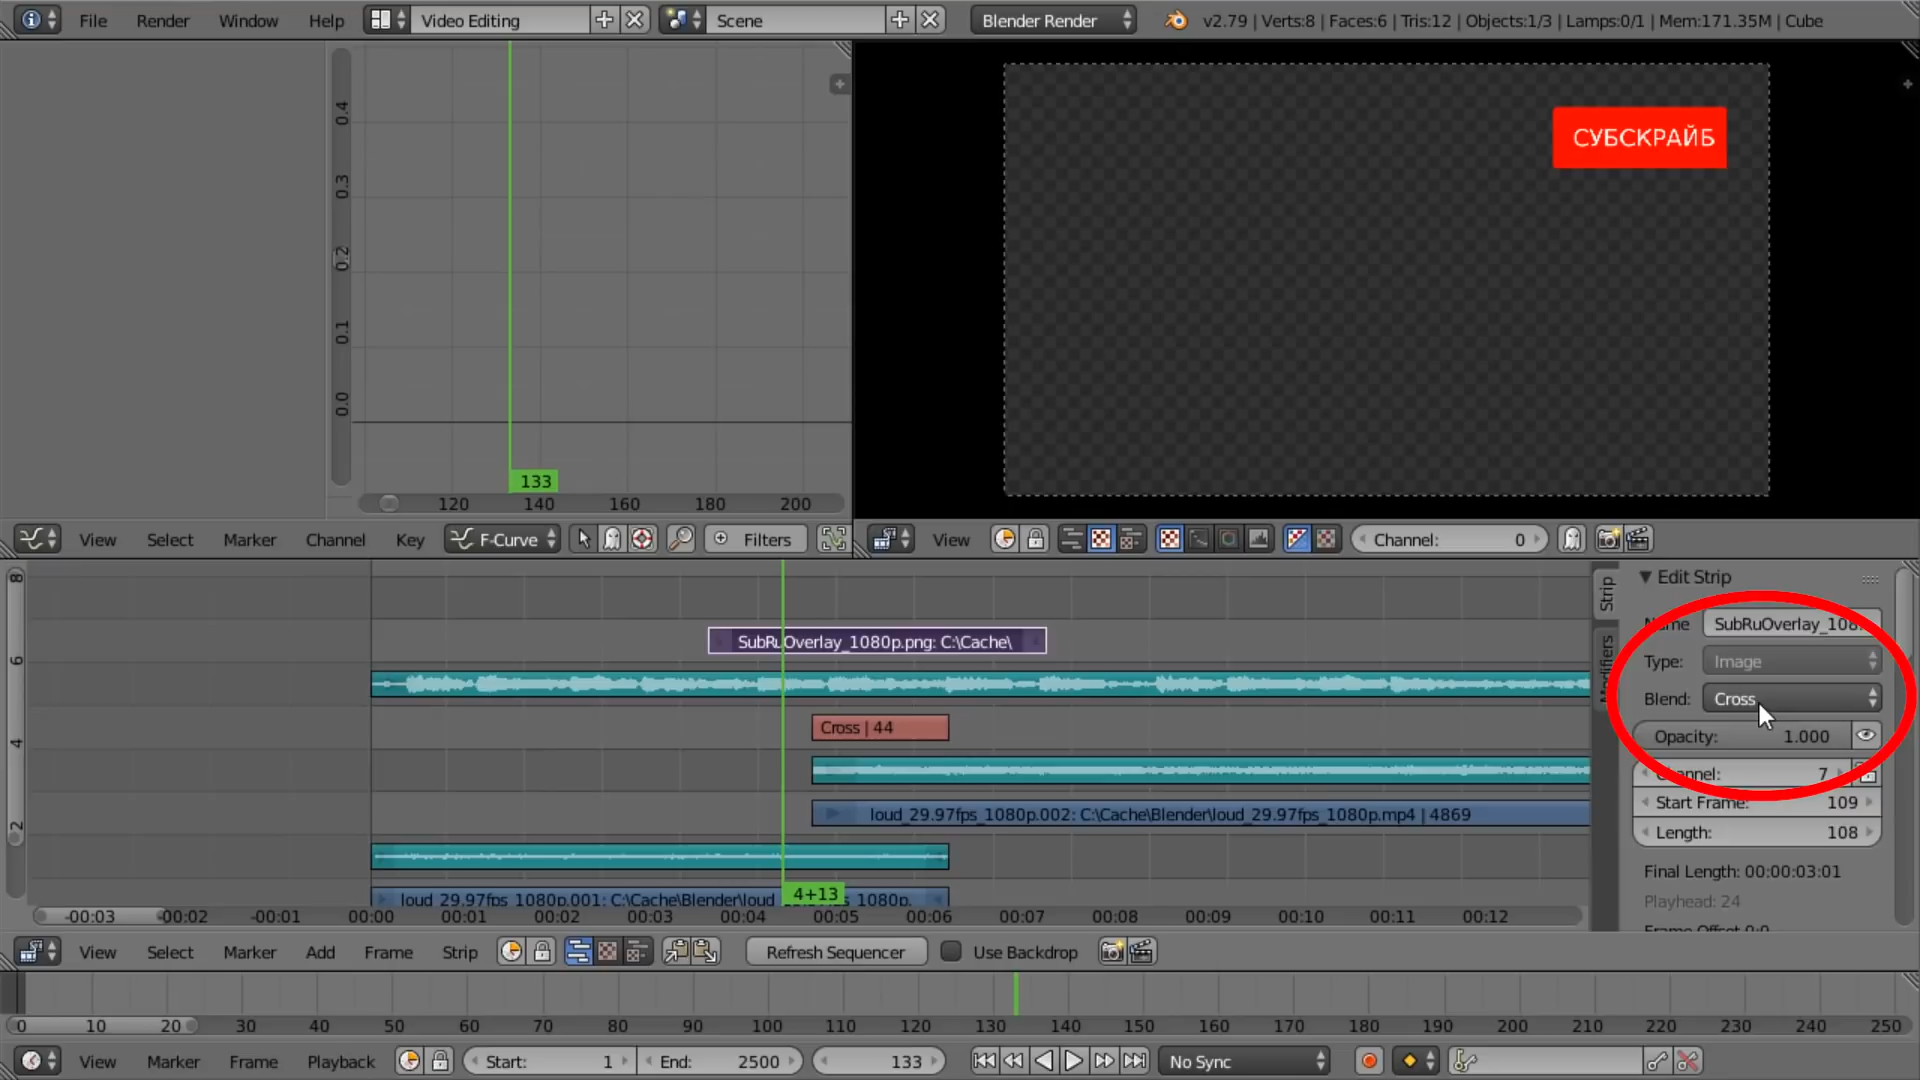 File Render Window Help Video Editing Scene Blender Render v2.79 | Verts:8 | Faces:6 | Tris:12 | Objects:1/3 | Lamps:0/1 | Mem:171.35M | Cube
0.4
0.3
0.2
0.1
0.0
133
120 140 160 180 200
СУБСКРАЙБ
View Select Marker Channel Key F-Curve Filters
View Channel: 0
8
6
4
2
SubRuOverlay_1080p.png: C:\Cache\
Cross | 44
loud_29.97fps_1080p.002: C:\Cache\Blender\loud_29.97fps_1080p.mp4 | 4869
4+13
loud_29.97fps_1080p.001: C:\Cache\Blender\loud 1080p.
-00:03 -00:02 -00:01 00:00 00:01 00:02 00:03 00:04 00:05 00:06 00:07 00:08 00:09 00:10 00:11 00:12
Strip
Modifiers
Edit Strip
Name SubRuOverlay_108
Type: Image
Blend: Cross
Opacity: 1.000
Channel: 7
Start Frame: 109
Length: 108
Final Length: 00:00:03:01
Playhead: 24
Frame Offset 0:0
View Select Marker Add Frame Strip Refresh Sequencer Use Backdrop
0 10 20 30 40 50 60 70 80 90 100 110 120 130 140 150 160 170 180 190 200 210 220 230 240 250
View Marker Frame Playback Start: 1 End: 2500 133 No Sync